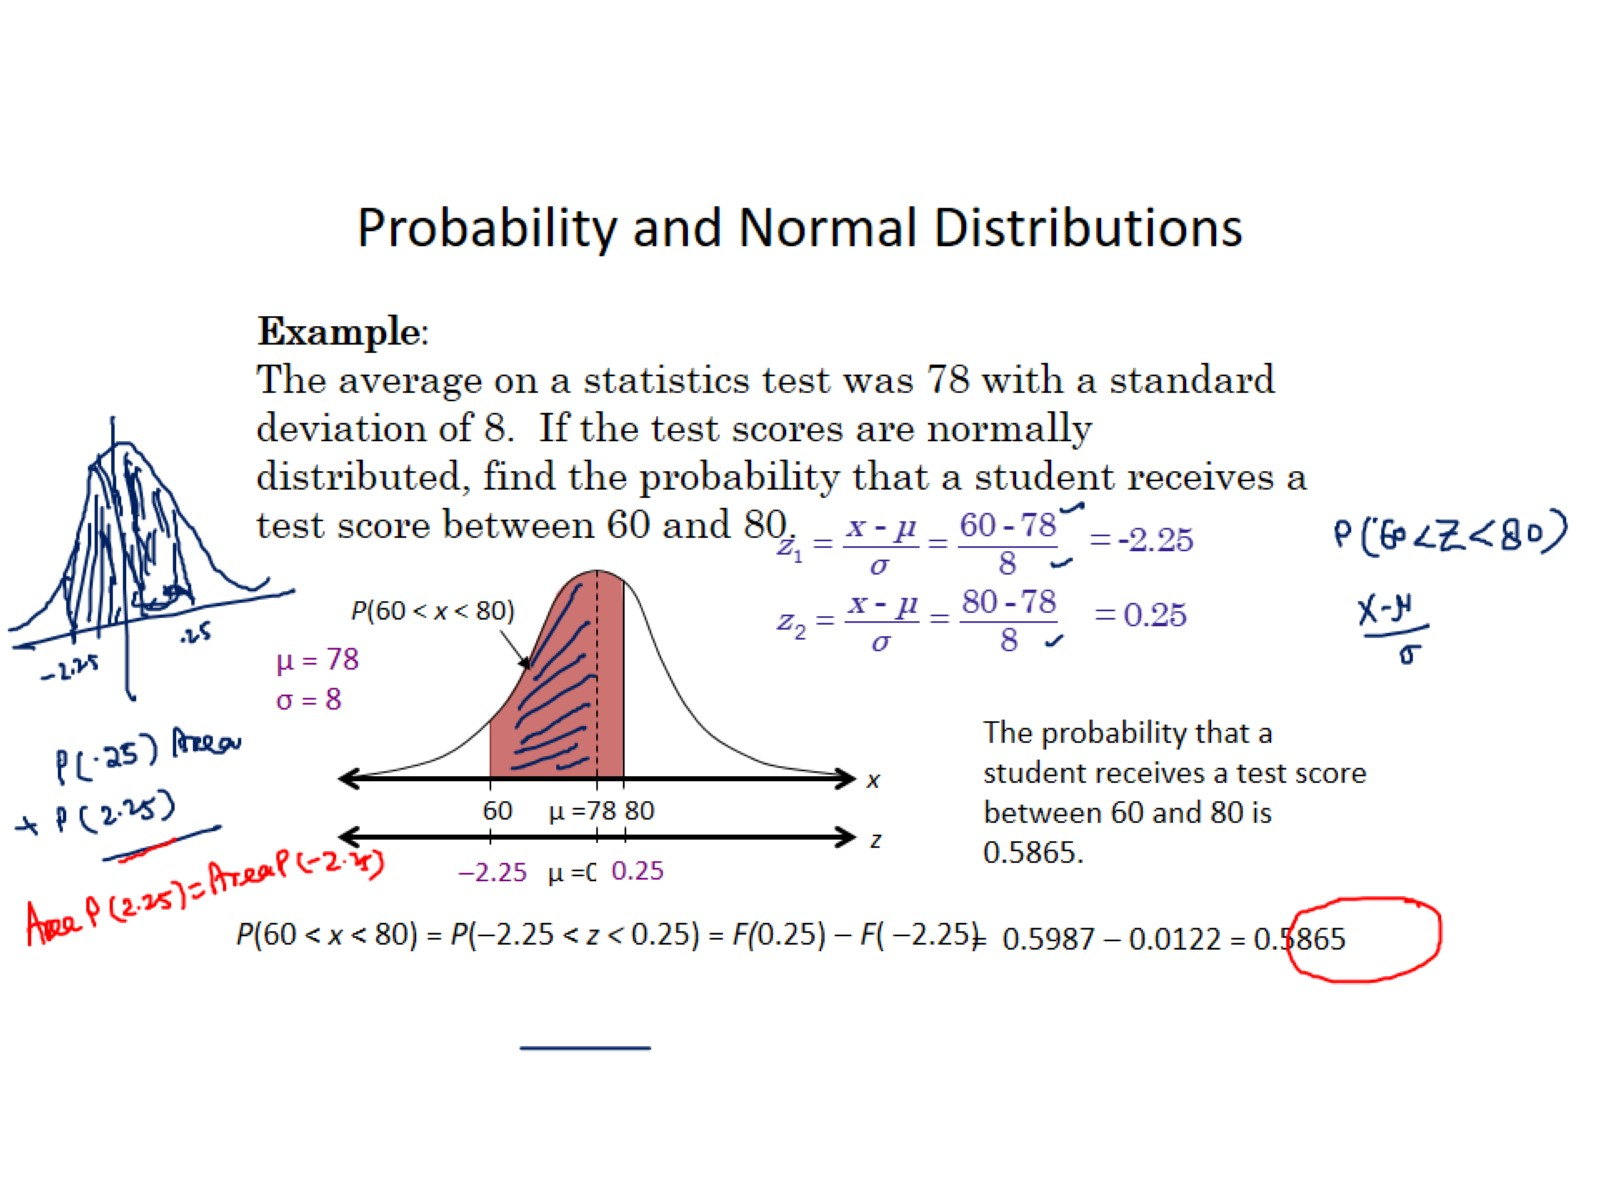 Probability and Normal Distributions
Example:
The average on a statistics test was 78 with a standard
deviation of 8. If the test scores are normally
distributed, find the probability that a student receives a
test score between 60 and 80.
z₁ = (x - μ)/σ = (60 - 78)/8 = -2.25
z₂ = (x - μ)/σ = (80 - 78)/8 = 0.25
P(60<Z<80)
X-μ
σ
P(60 < x < 80)
μ = 78
σ = 8
-2.25
.25
P(.25) Area
+ P(2.25)
Area P(2.25)=Area P(-2.25)
60 μ =78 80 x
z
−2.25 μ =0 0.25
The probability that a
student receives a test score
between 60 and 80 is
0.5865.
P(60 < x < 80) = P(−2.25 < z < 0.25) = F(0.25) − F( −2.25) = 0.5987 − 0.0122 = 0.5865